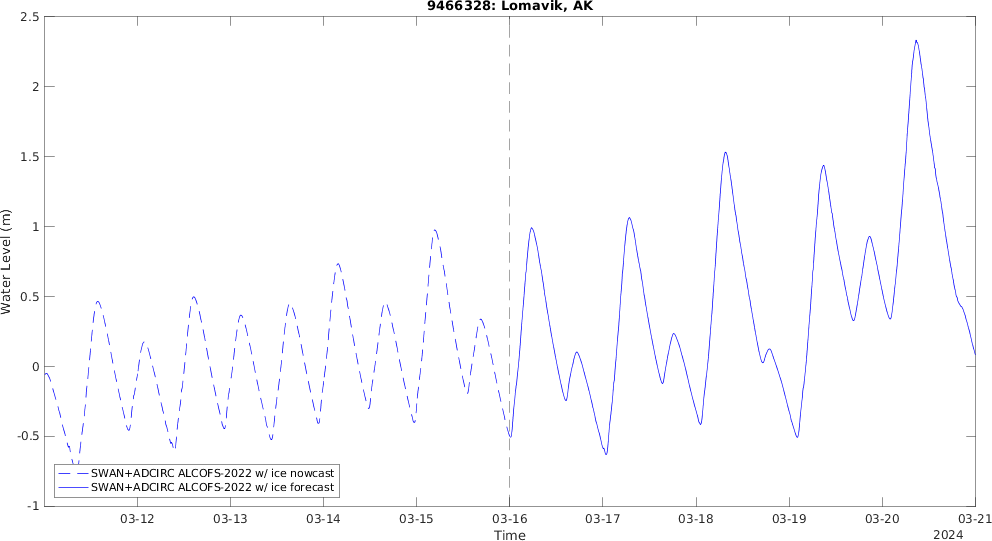 9466328: Lomavik, AK
2.5
2
1.5
1
0.5
0
-0.5
-1
Water Level (m)
SWAN+ADCIRC ALCOFS-2022 w/ ice nowcast
SWAN+ADCIRC ALCOFS-2022 w/ ice forecast
03-12 03-13 03-14 03-15 03-16 03-17 03-18 03-19 03-20 03-21
Time
2024